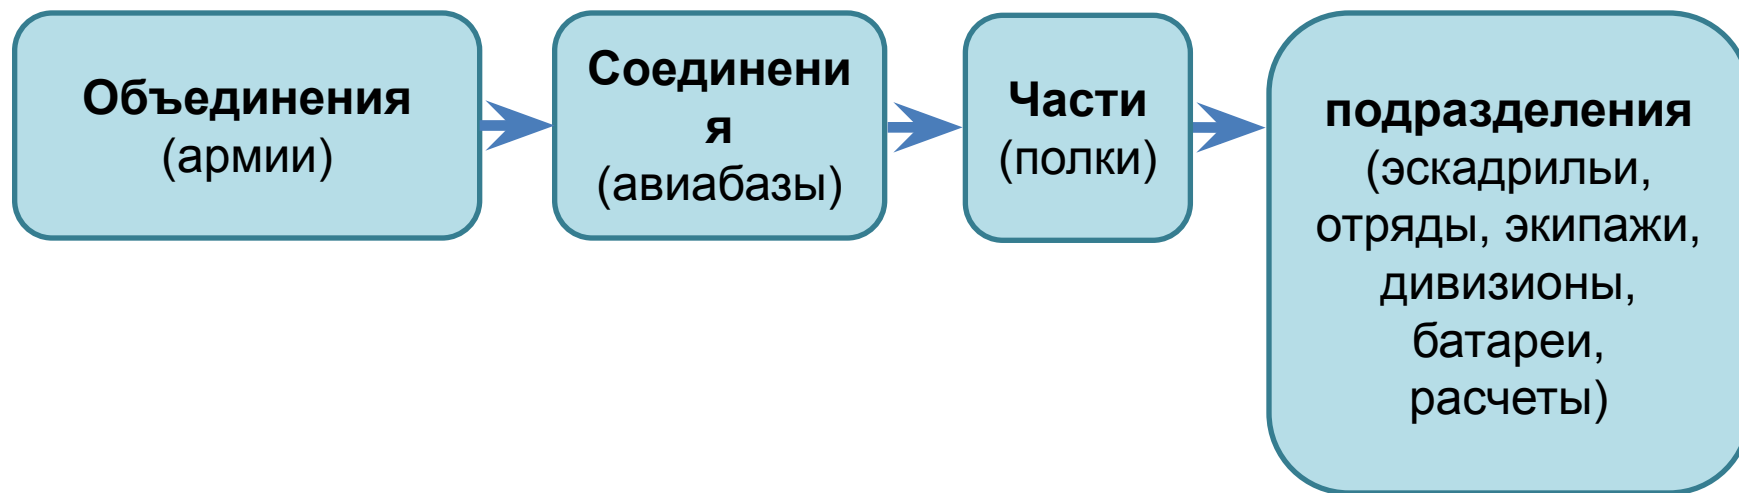 Объединения
(армии)
Соединени
я
(авиабазы)
Части
(полки)
подразделения
(эскадрильи,
отряды, экипажи,
дивизионы,
батареи,
расчеты)